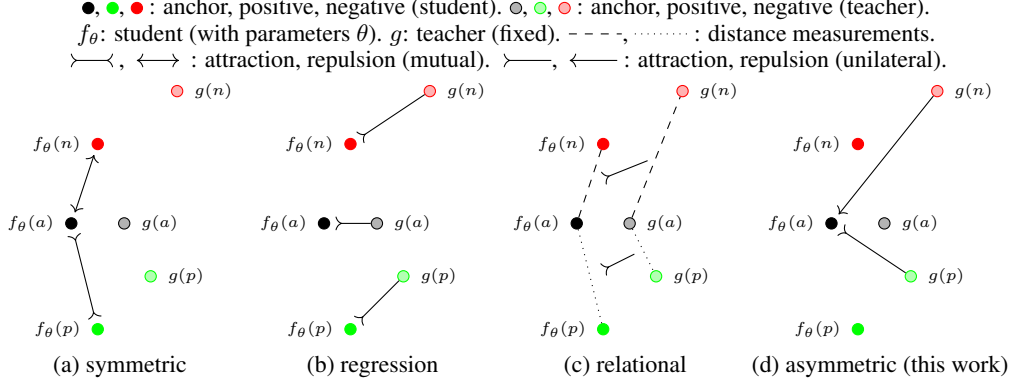 ●, ●, ● : anchor, positive, negative (student). ●, ●, ● : anchor, positive, negative (teacher).
fθ: student (with parameters θ). g: teacher (fixed). ----, ········ : distance measurements.
>—<, <—> : attraction, repulsion (mutual). >—, <— : attraction, repulsion (unilateral).
g(n)
fθ(n)
fθ(a)
g(a)
g(p)
fθ(p)
(a) symmetric
g(n)
fθ(n)
fθ(a)
g(a)
g(p)
fθ(p)
(b) regression
g(n)
fθ(n)
fθ(a)
g(a)
g(p)
fθ(p)
(c) relational
g(n)
fθ(n)
fθ(a)
g(a)
g(p)
fθ(p)
(d) asymmetric (this work)